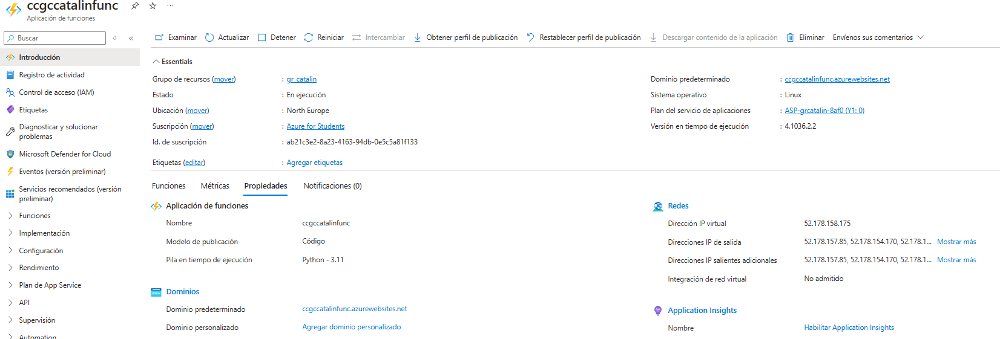 ccgccatalinfunc
Aplicación de funciones
Buscar
Examinar Actualizar Detener Reiniciar Intercambiar Obtener perfil de publicación Restablecer perfil de publicación Descargar contenido de la aplicación Eliminar Envíenos sus comentarios
Introducción
Registro de actividad
Control de acceso (IAM)
Etiquetas
Diagnosticar y solucionar
problemas
Microsoft Defender for Cloud
Eventos (versión preliminar)
Servicios recomendados (versión
preliminar)
Funciones
Implementación
Configuración
Rendimiento
Plan de App Service
API
Supervisión
Automation
Essentials
Grupo de recursos (mover) : gr_catalin
Estado : En ejecución
Ubicación (mover) : North Europe
Suscripción (mover) : Azure for Students
Id. de suscripción : ab21c3e2-8a23-4163-94db-0e5c5a81f133
Etiquetas (editar) : Agregar etiquetas
Dominio predeterminado : ccgccatalinfunc.azurewebsites.net
Sistema operativo : Linux
Plan del servicio de aplicaciones : ASP-grcatalin-8af0 (Y1: 0)
Versión en tiempo de ejecución : 4.1036.2.2
Funciones Métricas Propiedades Notificaciones (0)
Aplicación de funciones
Nombre ccgccatalinfunc
Modelo de publicación Código
Pila en tiempo de ejecución Python - 3.11
Dominios
Dominio predeterminado ccgccatalinfunc.azurewebsites.net
Dominio personalizado Agregar dominio personalizado
Redes
Dirección IP virtual 52.178.158.175
Direcciones IP de salida 52.178.157.85, 52.178.154.170, 52.178.1... Mostrar más
Direcciones IP salientes adicionales 52.178.157.85, 52.178.154.170, 52.178.1... Mostrar más
Integración de red virtual No admitido
Application Insights
Nombre Habilitar Application Insights